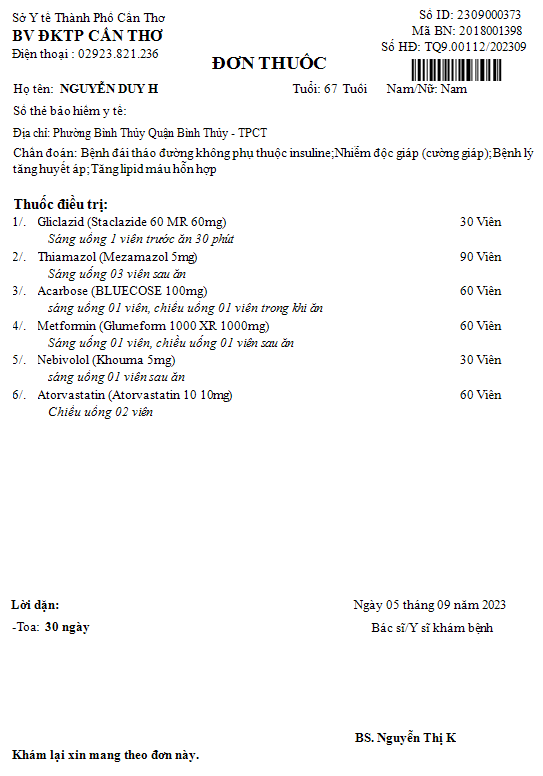 Sở Y tế Thành Phố Cần Thơ
BV ĐKTP CẦN THƠ
Điện thoại : 02923.821.236
Số ID: 2309000373
Mã BN: 2018001398
Số HĐ: TQ9.00112/202309
ĐƠN THUỐC
Họ tên: NGUYỄN DUY H Tuổi: 67 Tuổi Nam/Nữ: Nam
Số thẻ bảo hiểm y tế:
Địa chỉ: Phường Bình Thủy Quận Bình Thủy - TPCT
Chẩn đoán: Bệnh đái tháo đường không phụ thuộc insuline;Nhiễm độc giáp (cường giáp);Bệnh lý
tăng huyết áp;Tăng lipid máu hỗn hợp
Thuốc điều trị:
1/. Gliclazid (Staclazide 60 MR 60mg) 30 Viên
Sáng uống 1 viên trước ăn 30 phút
2/. Thiamazol (Mezamazol 5mg) 90 Viên
Sáng uống 03 viên sau ăn
3/. Acarbose (BLUECOSE 100mg) 60 Viên
sáng uống 01 viên, chiều uống 01 viên trong khi ăn
4/. Metformin (Glumeform 1000 XR 1000mg) 60 Viên
Sáng uống 01 viên, chiều uống 01 viên sau ăn
5/. Nebivolol (Khouma 5mg) 30 Viên
sáng uống 01 viên sau ăn
6/. Atorvastatin (Atorvastatin 10 10mg) 60 Viên
Chiều uống 02 viên
Lời dặn:
-Toa: 30 ngày
Ngày 05 tháng 09 năm 2023
Bác sĩ/Y sĩ khám bệnh
BS. Nguyễn Thị K
Khám lại xin mang theo đơn này.